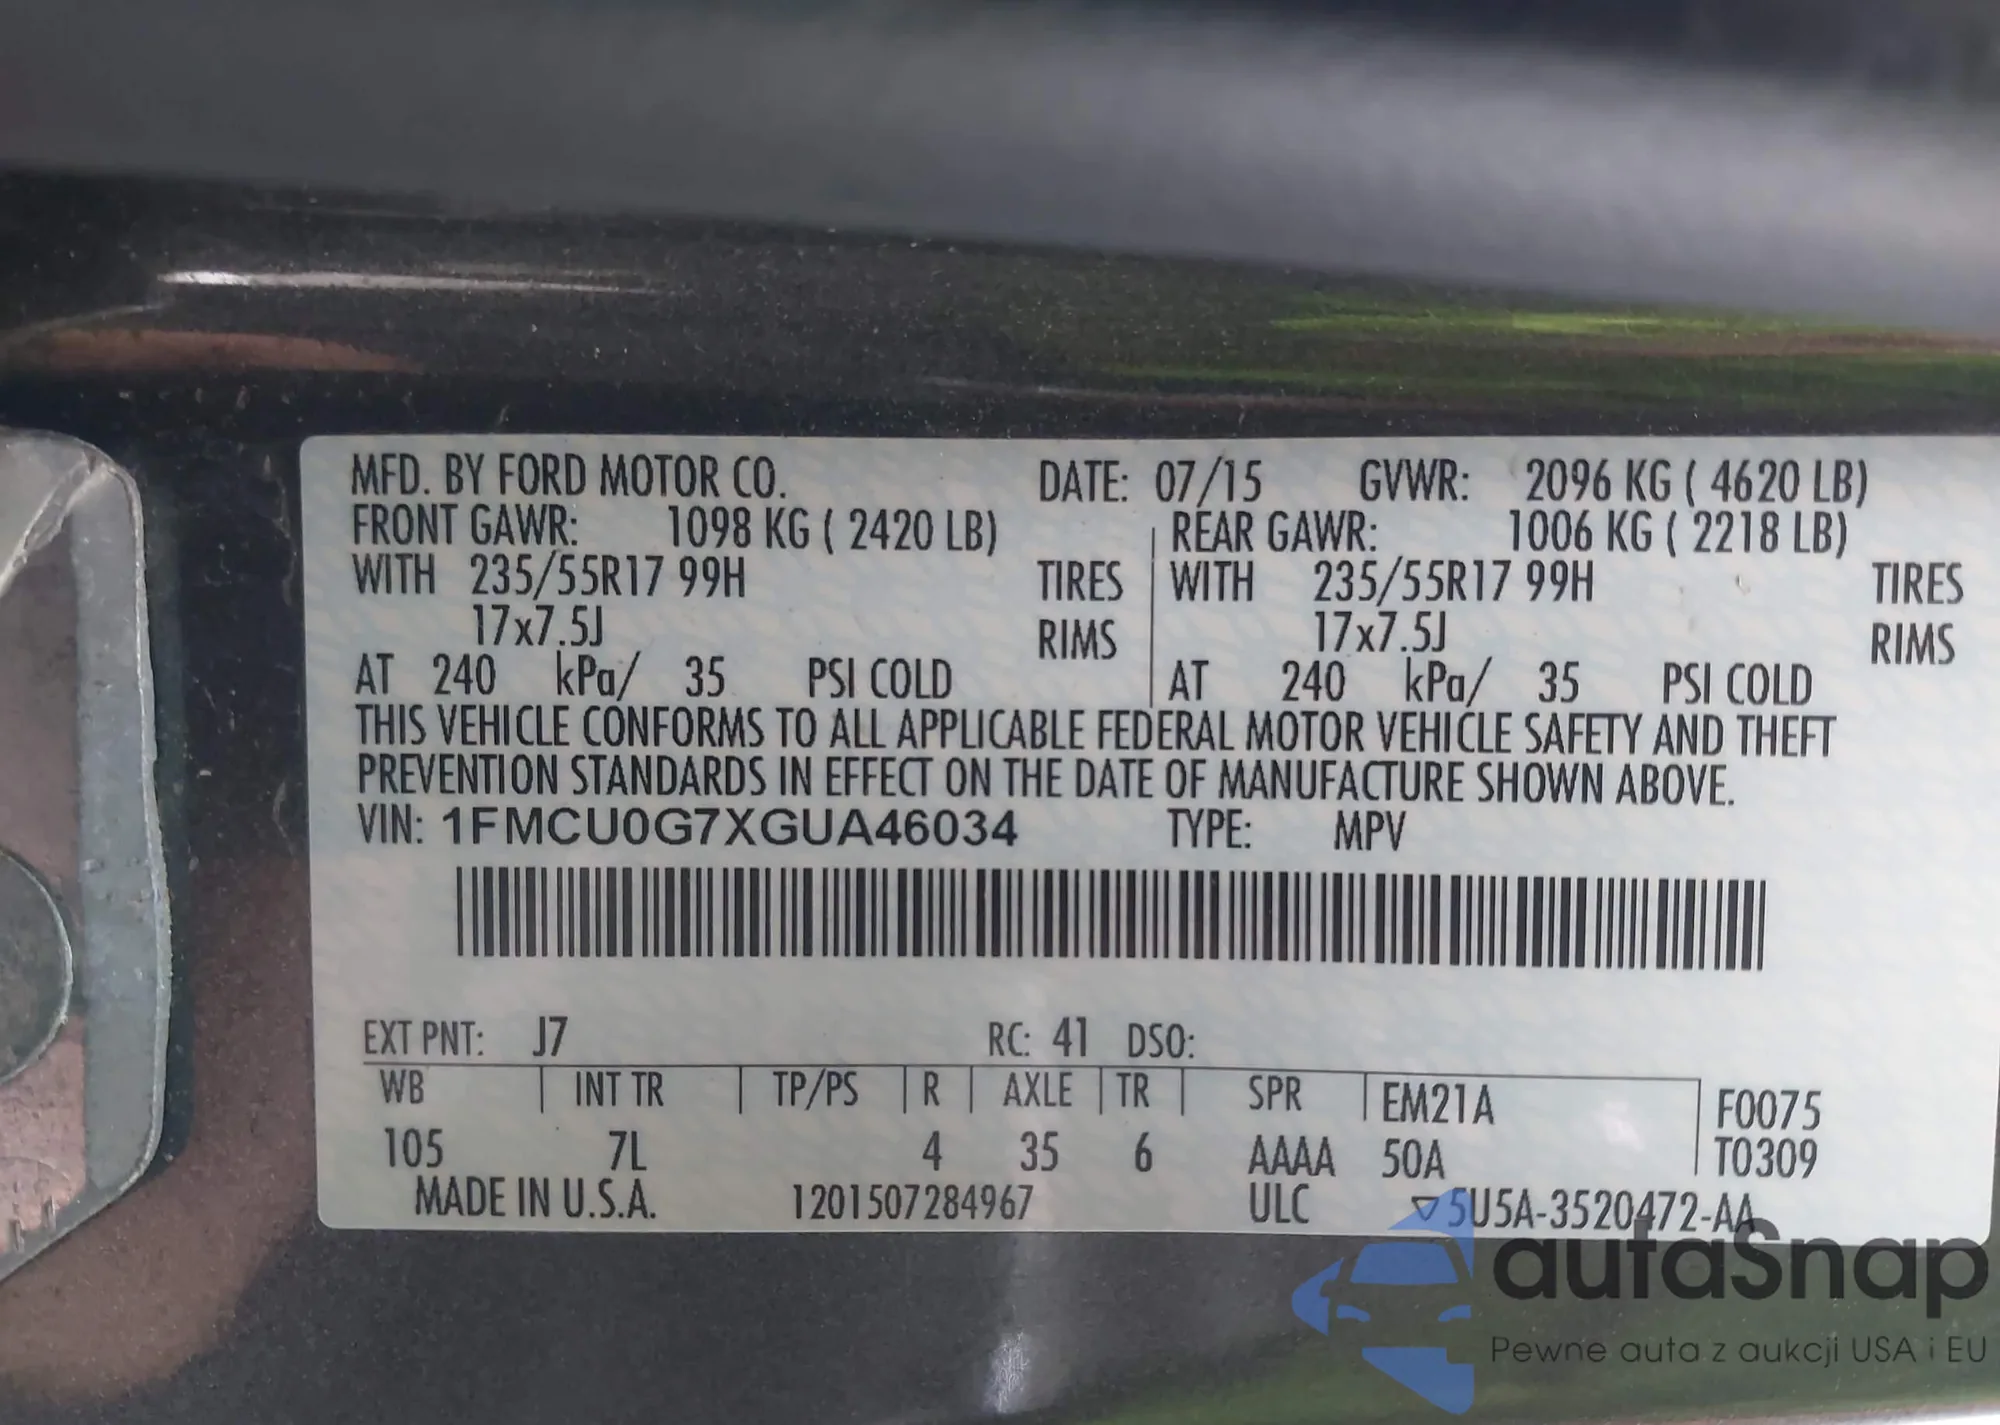 MFD. BY FORD MOTOR CO. DATE: 07/15 GVWR: 2096 KG ( 4620 LB)
FRONT GAWR: 1098 KG ( 2420 LB) REAR GAWR: 1006 KG ( 2218 LB)
WITH 235/55R17 99H TIRES WITH 235/55R17 99H TIRES
17x7.5J RIMS 17x7.5J RIMS
AT 240 kPa/ 35 PSI COLD AT 240 kPa/ 35 PSI COLD
THIS VEHICLE CONFORMS TO ALL APPLICABLE FEDERAL MOTOR VEHICLE SAFETY AND THEFT
PREVENTION STANDARDS IN EFFECT ON THE DATE OF MANUFACTURE SHOWN ABOVE.
VIN: 1FMCU0G7XGUA46034 TYPE: MPV
EXT PNT: J7 RC: 41 DSO:
WB INT TR TP/PS R AXLE TR SPR EM21A F0075
105 7L 4 35 6 AAAA 50A T0309
MADE IN U.S.A. 1201507284967 ULC ▽5U5A-3520472-AA
autaSnap
Pewne auta z aukcji USA i EU